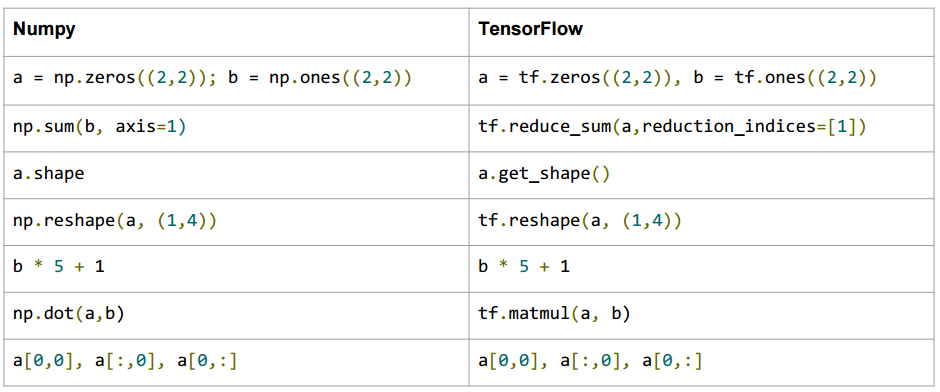 Numpy TensorFlow
a = np.zeros((2,2)); b = np.ones((2,2)) a = tf.zeros((2,2)), b = tf.ones((2,2))
np.sum(b, axis=1) tf.reduce_sum(a,reduction_indices=[1])
a.shape a.get_shape()
np.reshape(a, (1,4)) tf.reshape(a, (1,4))
b * 5 + 1 b * 5 + 1
np.dot(a,b) tf.matmul(a, b)
a[0,0], a[:,0], a[0,:] a[0,0], a[:,0], a[0,:]